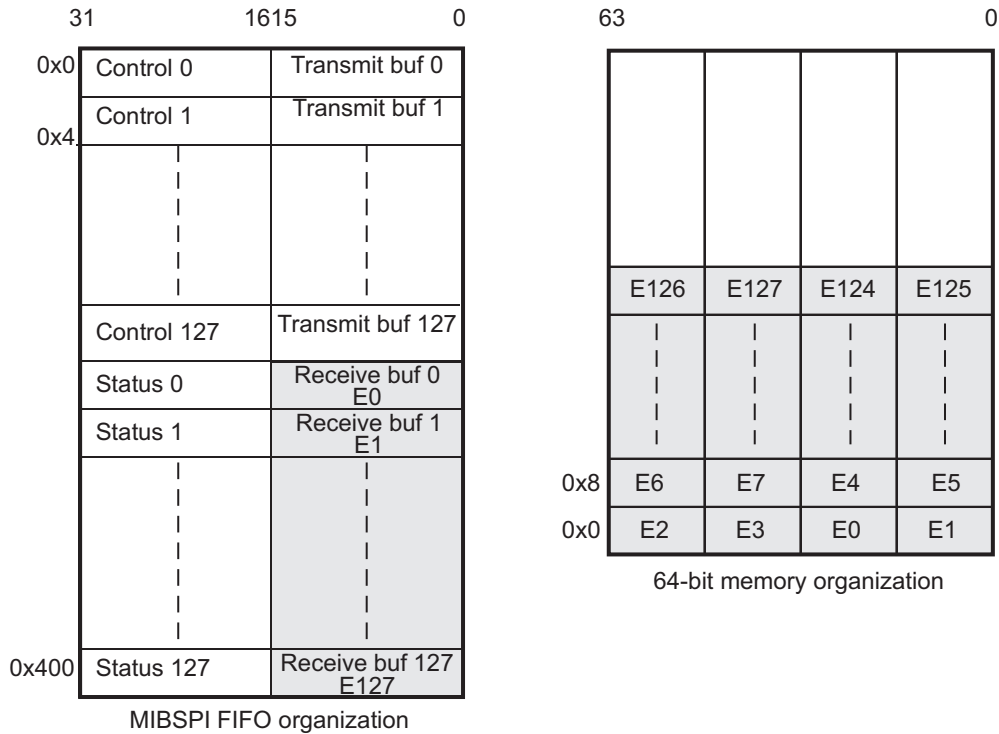 31 1615 0
0x0 Control 0 Transmit buf 0
Control 1 Transmit buf 1
0x4
Control 127 Transmit buf 127
Status 0 Receive buf 0
E0
Status 1 Receive buf 1
E1
0x400 Status 127 Receive buf 127
E127
MIBSPI FIFO organization
63 0
E126 E127 E124 E125
0x8 E6 E7 E4 E5
0x0 E2 E3 E0 E1
64-bit memory organization